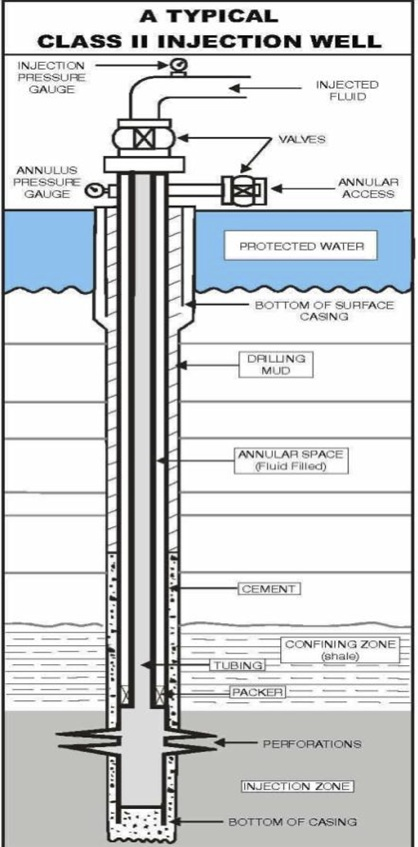 A TYPICAL
CLASS II INJECTION WELL
INJECTION
PRESSURE
GAUGE
INJECTED
FLUID
VALVES
ANNULUS
PRESSURE
GAUGE
ANNULAR
ACCESS
PROTECTED WATER
BOTTOM OF SURFACE
CASING
DRILLING
MUD
ANNULAR SPACE
(Fluid Filled)
CEMENT
CONFINING ZONE
(shale)
TUBING
PACKER
PERFORATIONS
INJECTION ZONE
BOTTOM OF CASING